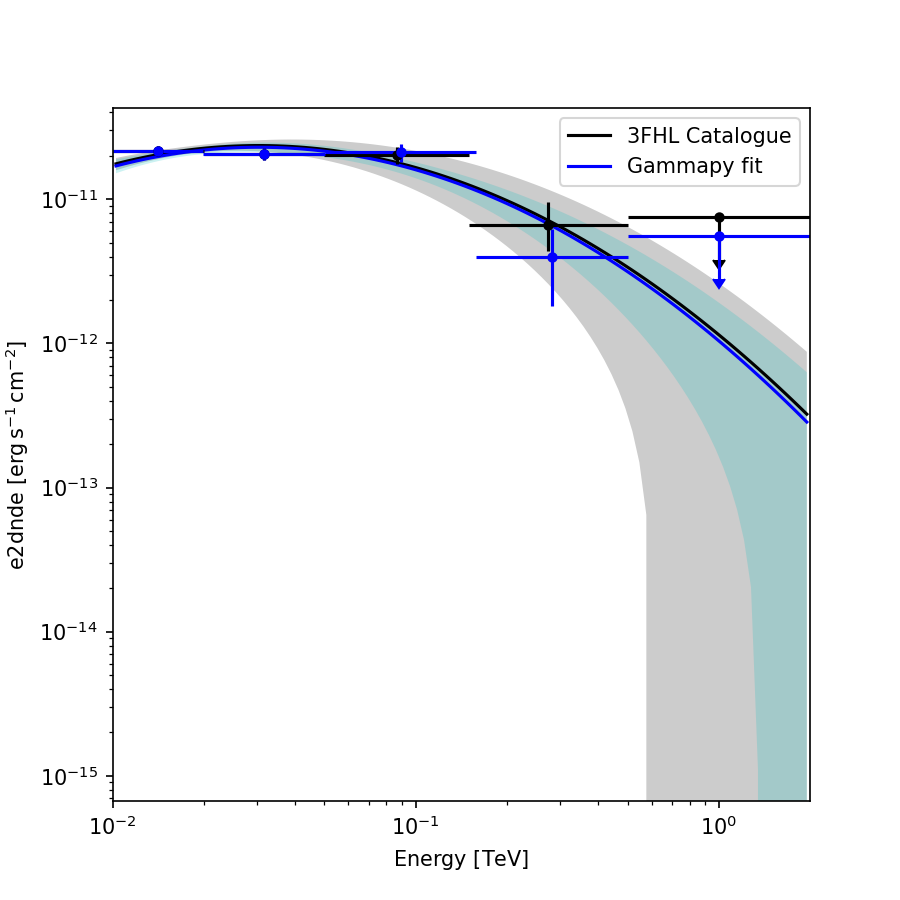 3FHL Catalogue
Gammapy fit
e2dnde [erg s⁻¹ cm⁻²]
10⁻¹¹
10⁻¹²
10⁻¹³
10⁻¹⁴
10⁻¹⁵
10⁻² 10⁻¹ 10⁰
Energy [TeV]